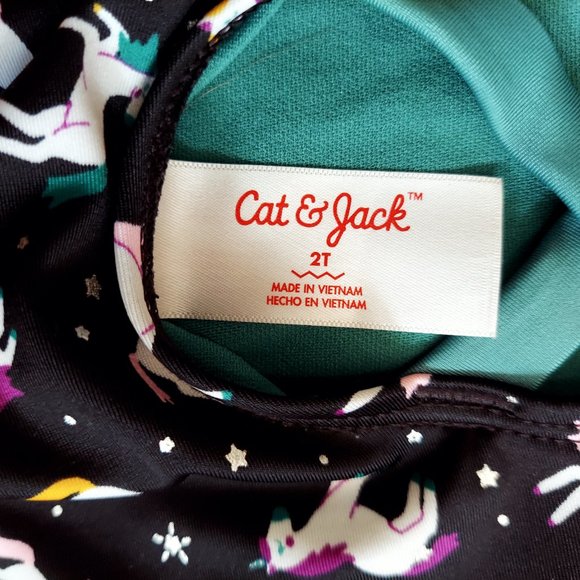 Cat & Jack™
2T
MADE IN VIETNAM
HECHO EN VIETNAM